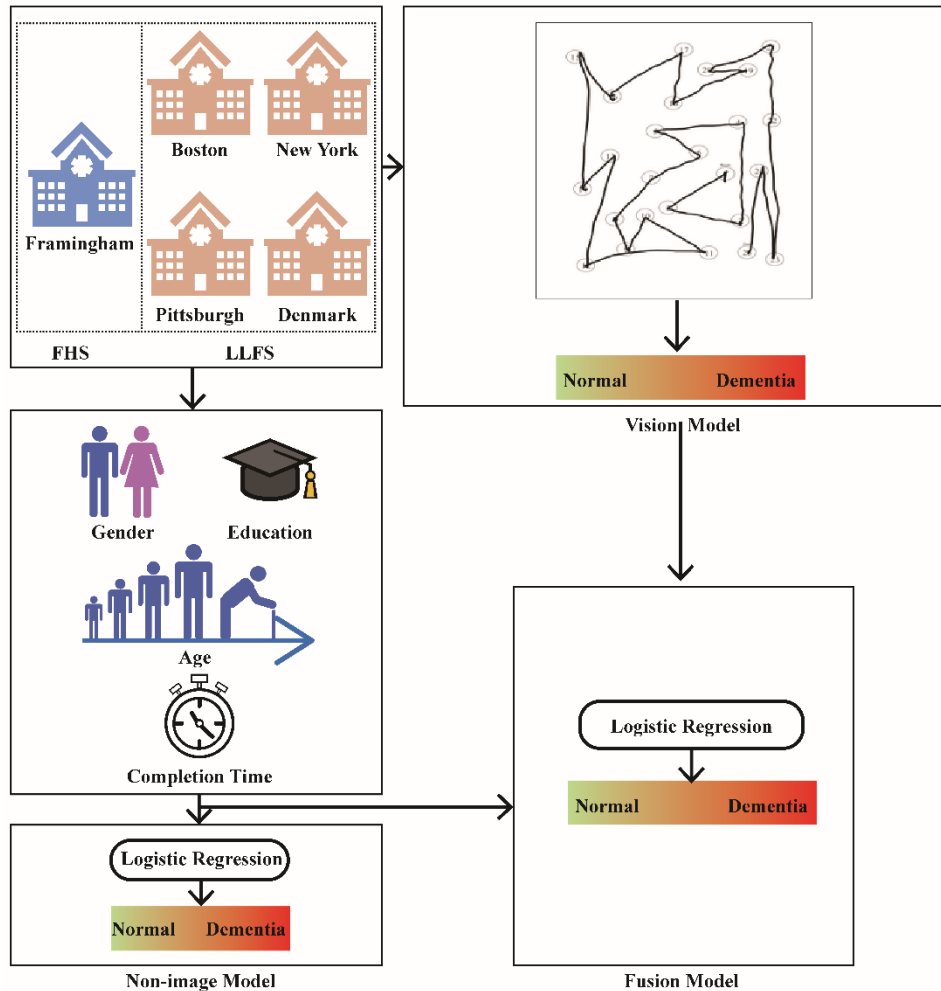 Boston
New York
Framingham
Pittsburgh
Denmark
FHS
LLFS
17
Normal
Dementia
Vision Model
Gender
Education
Age
Completion Time
Logistic Regression
Normal
Dementia
Non-image Model
Logistic Regression
Normal
Dementia
Fusion Model